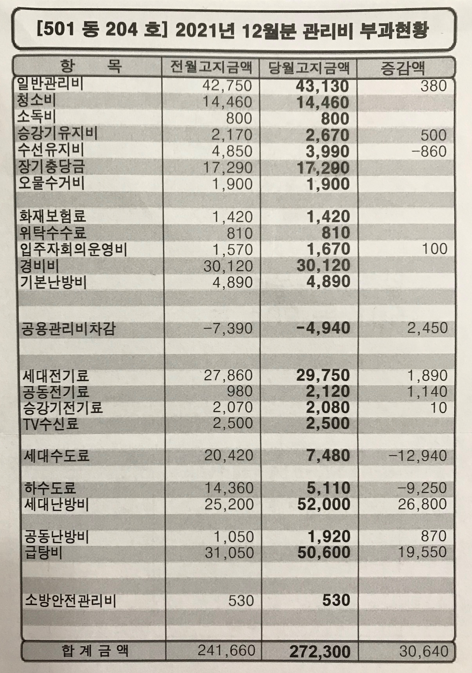 [501 동 204 호] 2021년 12월분 관리비 부과현황
항 목 전월고지금액 당월고지금액 증감액
일반관리비 42,750 43,130 380
청소비 14,460 14,460
소독비 800 800
승강기유지비 2,170 2,670 500
수선유지비 4,850 3,990 -860
장기충당금 17,290 17,290
오물수거비 1,900 1,900
화재보험료 1,420 1,420
위탁수수료 810 810
입주자회의운영비 1,570 1,670 100
경비비 30,120 30,120
기본난방비 4,890 4,890
공용관리비차감 -7,390 -4,940 2,450
세대전기료 27,860 29,750 1,890
공동전기료 980 2,120 1,140
승강기전기료 2,070 2,080 10
TV수신료 2,500 2,500
세대수도료 20,420 7,480 -12,940
하수도료 14,360 5,110 -9,250
세대난방비 25,200 52,000 26,800
공동난방비 1,050 1,920 870
급탕비 31,050 50,600 19,550
소방안전관리비 530 530
합계금액 241,660 272,300 30,640